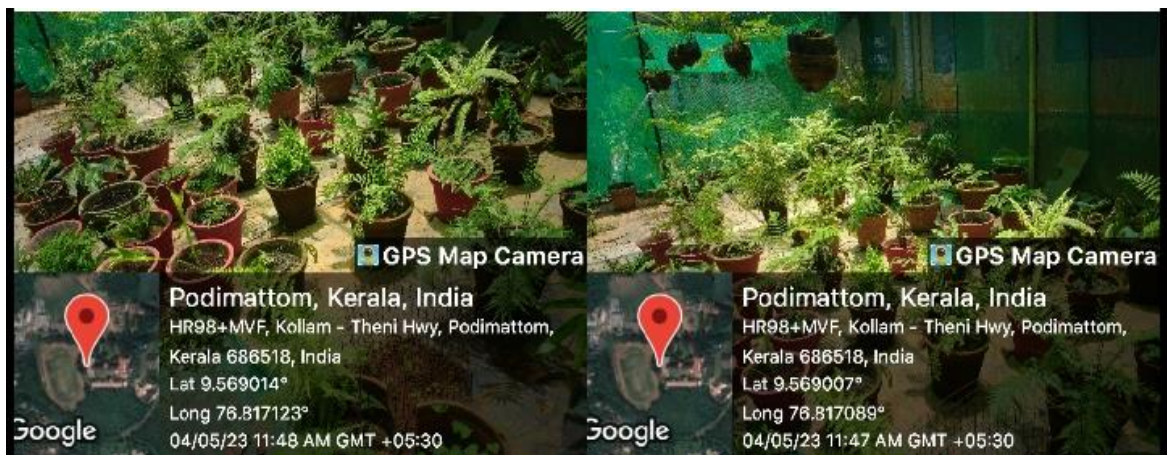 GPS Map Camera
Podimattom, Kerala, India
HR98+MVF, Kollam - Theni Hwy, Podimattom,
Kerala 686518, India
Lat 9.569014°
Long 76.817123°
04/05/23 11:48 AM GMT +05:30
Google
GPS Map Camera
Podimattom, Kerala, India
HR98+MVF, Kollam - Theni Hwy, Podimattom,
Kerala 686518, India
Lat 9.569007°
Long 76.817089°
04/05/23 11:47 AM GMT +05:30
Google